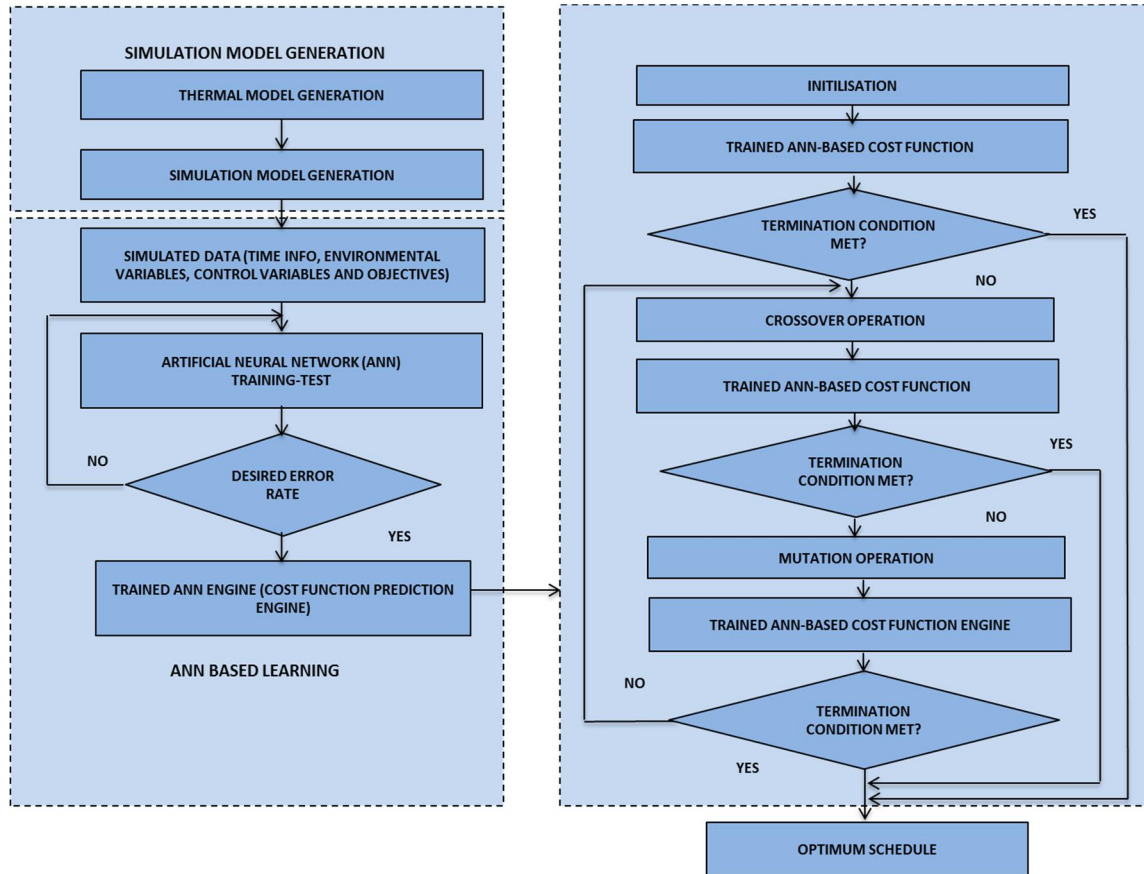 SIMULATION MODEL GENERATION
THERMAL MODEL GENERATION
SIMULATION MODEL GENERATION
SIMULATED DATA (TIME INFO, ENVIRONMENTAL
VARIABLES, CONTROL VARIABLES AND OBJECTIVES)
ARTIFICIAL NEURAL NETWORK (ANN)
TRAINING-TEST
NO
DESIRED ERROR
RATE
YES
TRAINED ANN ENGINE (COST FUNCTION PREDICTION
ENGINE)
ANN BASED LEARNING
INITILISATION
TRAINED ANN-BASED COST FUNCTION
TERMINATION CONDITION
MET?
YES
NO
CROSSOVER OPERATION
TRAINED ANN-BASED COST FUNCTION
TERMINATION
CONDITION MET?
YES
NO
MUTATION OPERATION
TRAINED ANN-BASED COST FUNCTION ENGINE
NO
TERMINATION
CONDITION MET?
YES
OPTIMUM SCHEDULE